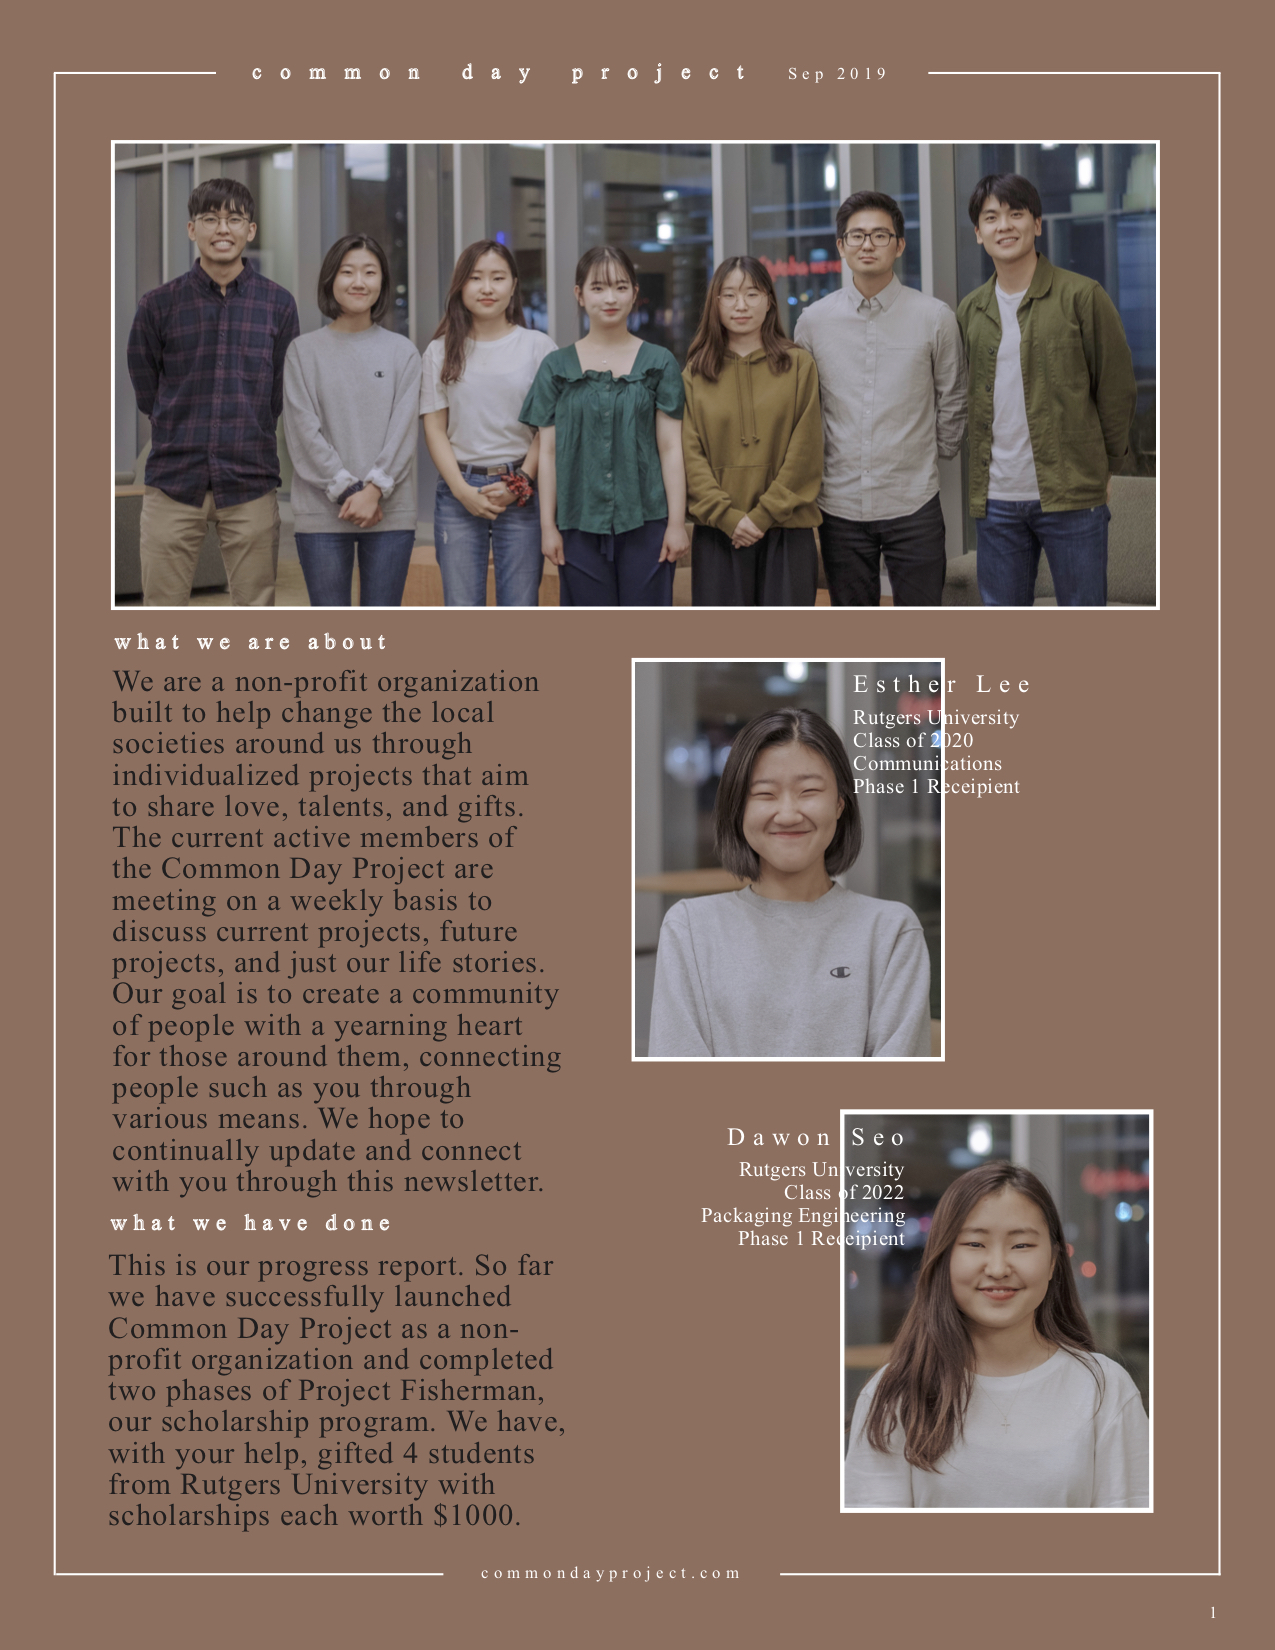 common day project Sep 2019
what we are about
We are a non-profit organization
built to help change the local
societies around us through
individualized projects that aim
to share love, talents, and gifts.
The current active members of
the Common Day Project are
meeting on a weekly basis to
discuss current projects, future
projects, and just our life stories.
Our goal is to create a community
of people with a yearning heart
for those around them, connecting
people such as you through
various means. We hope to
continually update and connect
with you through this newsletter.
what we have done
This is our progress report. So far
we have successfully launched
Common Day Project as a non-
profit organization and completed
two phases of Project Fisherman,
our scholarship program. We have,
with your help, gifted 4 students
from Rutgers University with
scholarships each worth $1000.
Esther Lee
Rutgers University
Class of 2020
Communications
Phase 1 Receipient
Dawon Seo
Rutgers University
Class of 2022
Packaging Engineering
Phase 1 Receipient
commondayproject.com
1